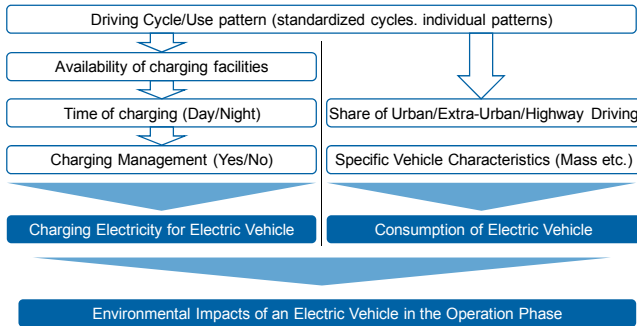 Driving Cycle/Use pattern (standardized cycles. individual patterns)
Availability of charging facilities
Time of charging (Day/Night)
Share of Urban/Extra-Urban/Highway Driving
Charging Management (Yes/No)
Specific Vehicle Characteristics (Mass etc.)
Charging Electricity for Electric Vehicle
Consumption of Electric Vehicle
Environmental Impacts of an Electric Vehicle in the Operation Phase